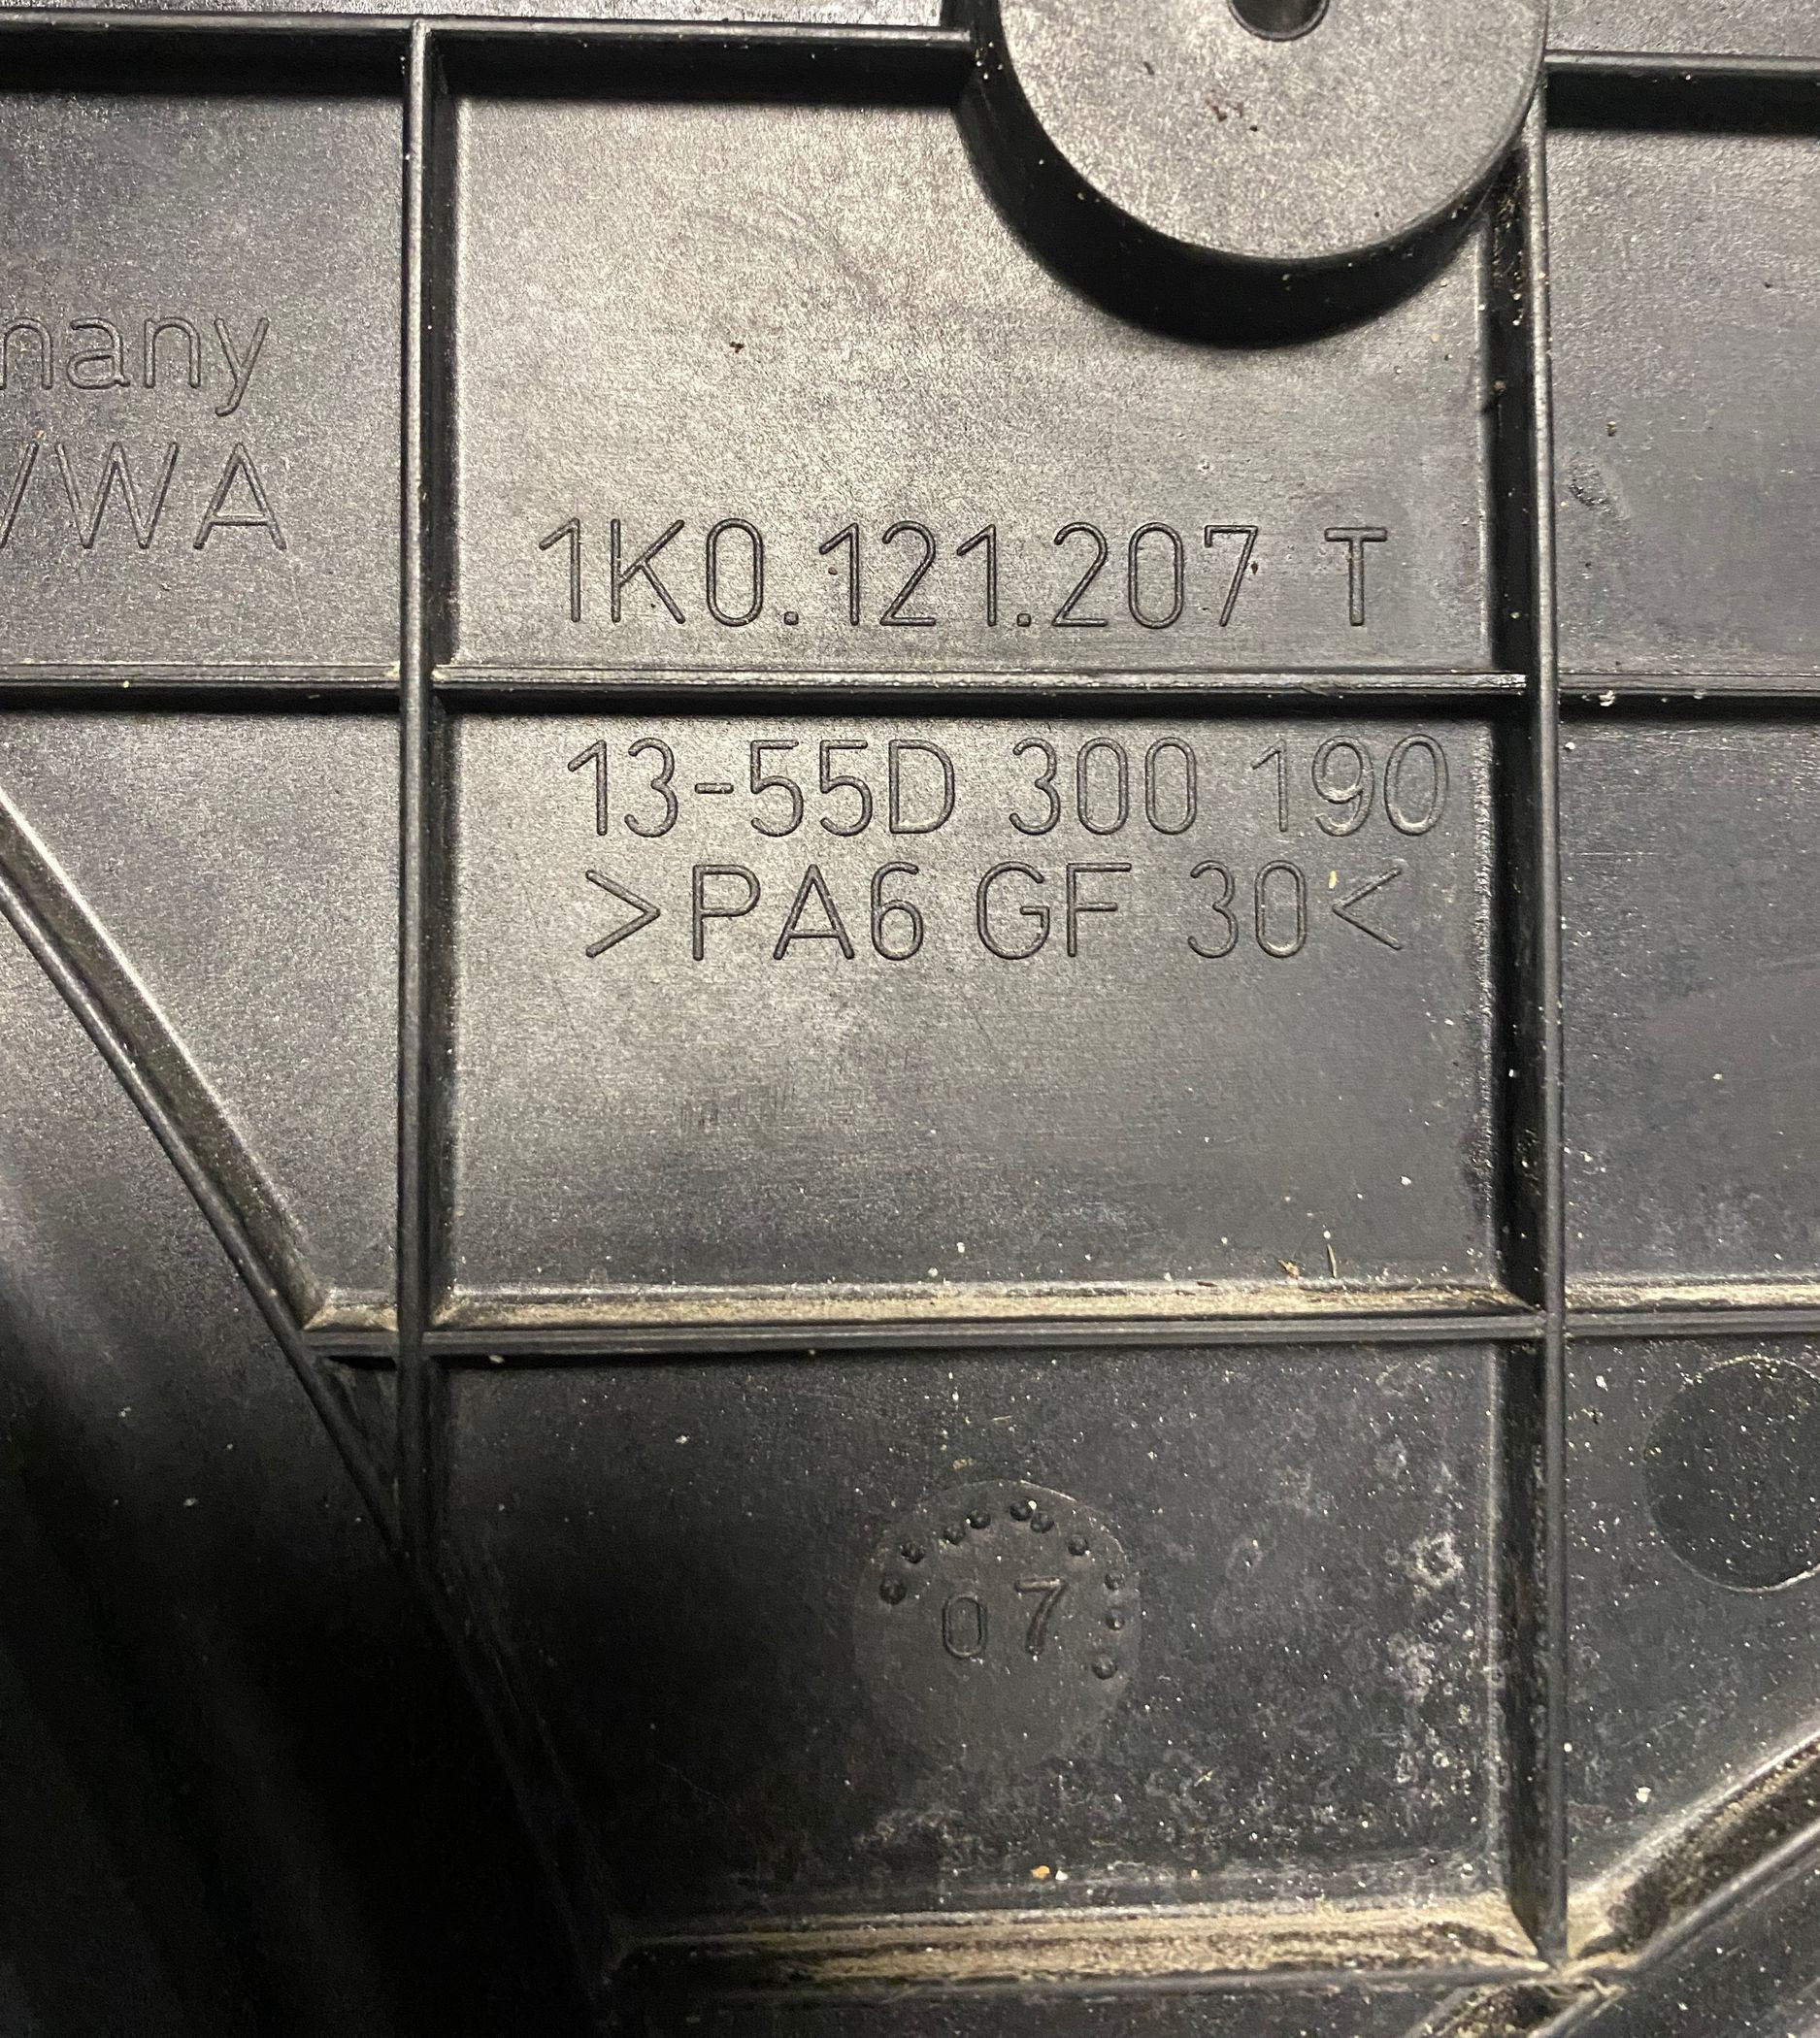 many
VWA
1K0.121.207 T
13-55D 300 190
>PA6 GF 30<
07